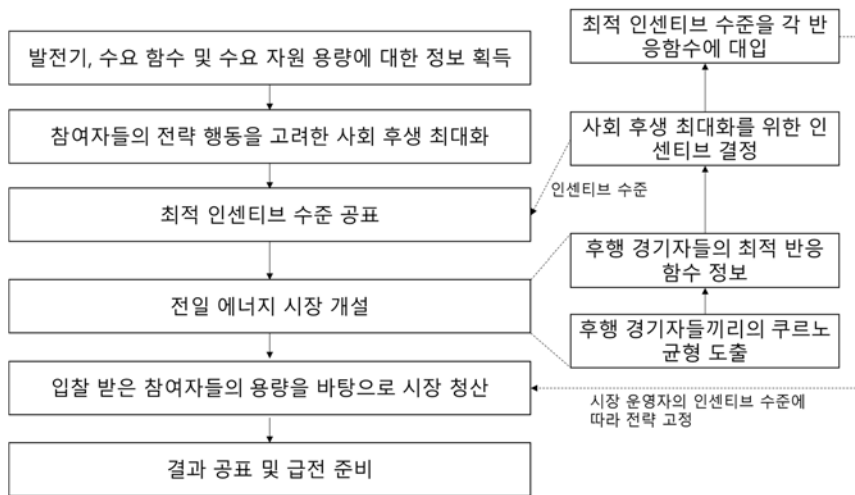 발전기, 수요 함수 및 수요 자원 용량에 대한 정보 획득
참여자들의 전략 행동을 고려한 사회 후생 최대화
최적 인센티브 수준 공표
전일 에너지 시장 개설
입찰 받은 참여자들의 용량을 바탕으로 시장 청산
결과 공표 및 급전 준비
최적 인센티브 수준을 각 반
응함수에 대입
사회 후생 최대화를 위한 인
센티브 결정
인센티브 수준
후행 경기자들의 최적 반응
함수 정보
후행 경기자들끼리의 쿠르노
균형 도출
시장 운영자의 인센티브 수준에
따라 전략 고정